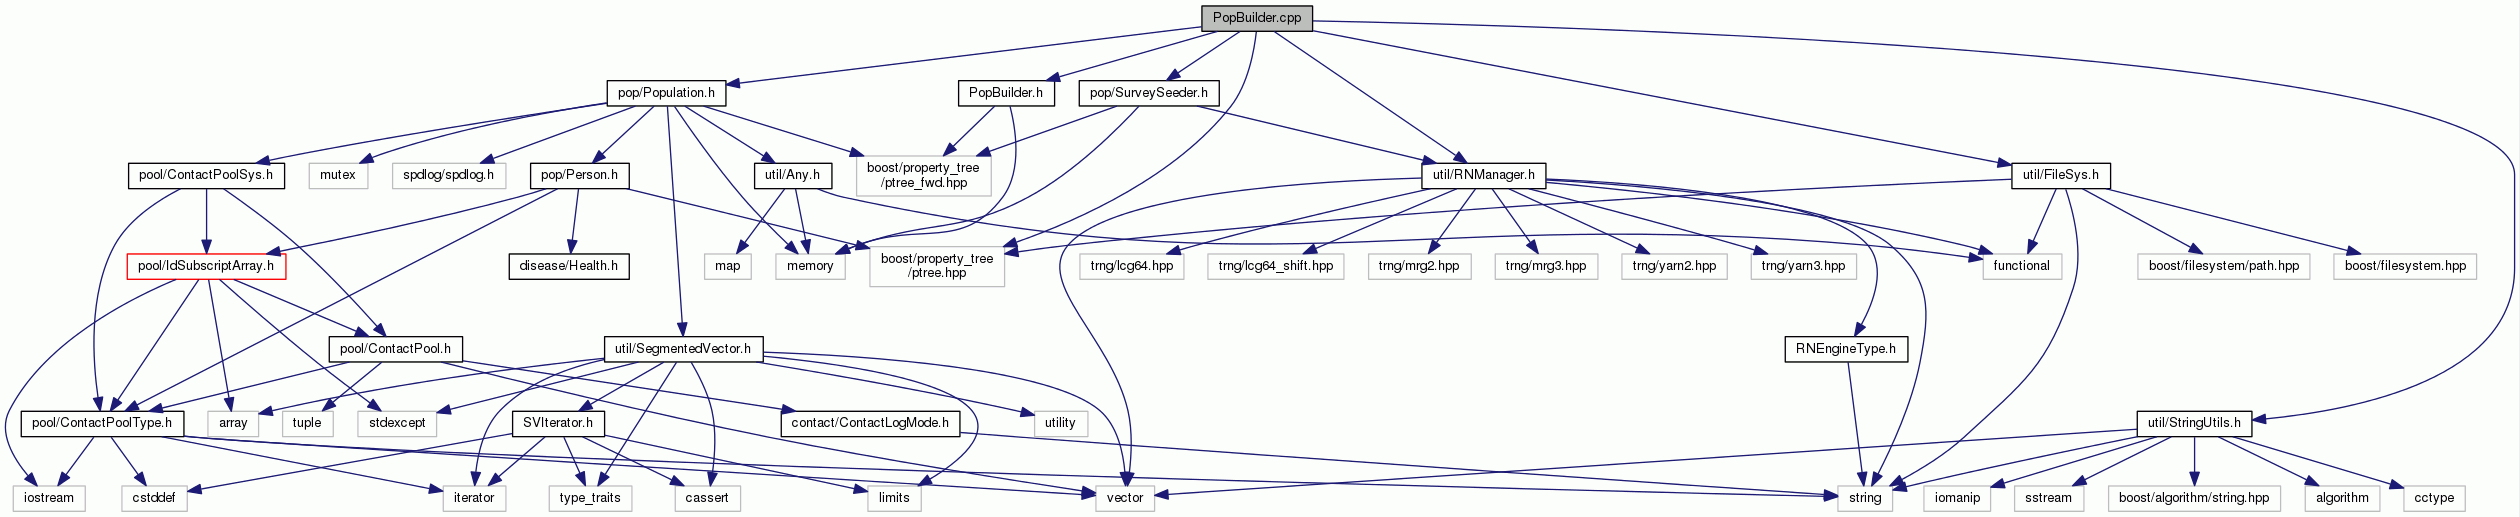 PopBuilder.cpp
pop/Population.h
PopBuilder.h
pop/SurveySeeder.h
pool/ContactPoolSys.h
mutex
spdlog/spdlog.h
pop/Person.h
util/Any.h
boost/property_tree
/ptree_fwd.hpp
util/RNManager.h
util/FileSys.h
pool/IdSubscriptArray.h
disease/Health.h
map
memory
boost/property_tree
/ptree.hpp
trng/lcg64.hpp
trng/lcg64_shift.hpp
trng/mrg2.hpp
trng/mrg3.hpp
trng/yarn2.hpp
trng/yarn3.hpp
functional
boost/filesystem/path.hpp
boost/filesystem.hpp
pool/ContactPool.h
util/SegmentedVector.h
RNEngineType.h
pool/ContactPoolType.h
array
tuple
stdexcept
SVIterator.h
contact/ContactLogMode.h
utility
util/StringUtils.h
iostream
cstddef
iterator
type_traits
cassert
limits
vector
string
iomanip
sstream
boost/algorithm/string.hpp
algorithm
cctype